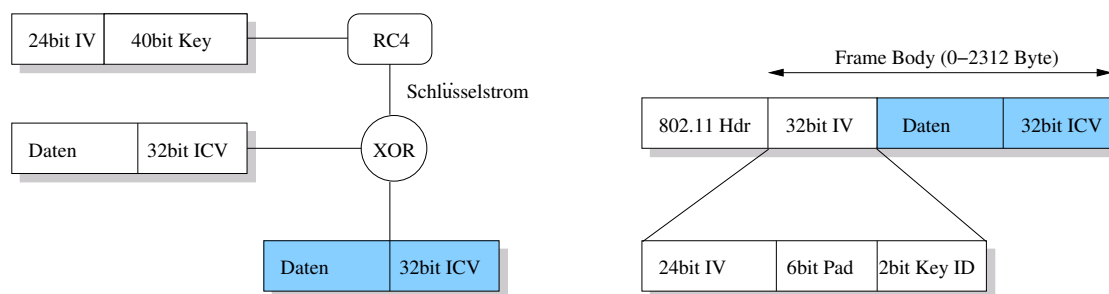 24bit IV
40bit Key
RC4
Schlüsselstrom
Daten
32bit ICV
XOR
Daten
32bit ICV
Frame Body (0−2312 Byte)
802.11 Hdr
32bit IV
Daten
32bit ICV
24bit IV
6bit Pad
2bit Key ID